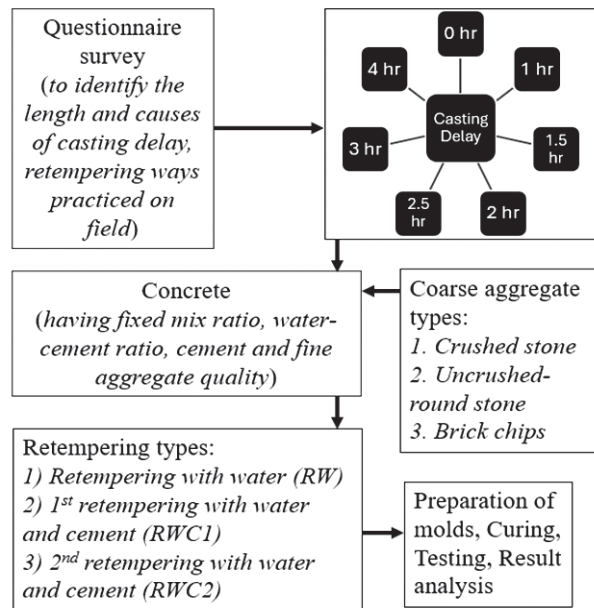 Questionnaire
survey
(to identify the
length and causes
of casting delay,
retempering ways
practiced on
field)
0 hr
4 hr
1 hr
Casting
Delay
3 hr
1.5
hr
2.5
hr
2 hr
Concrete
(having fixed mix ratio, water-
cement ratio, cement and fine
aggregate quality)
Coarse aggregate
types:
1. Crushed stone
2. Uncrushed-
round stone
3. Brick chips
Retempering types:
1) Retempering with water (RW)
2) 1st retempering with water
and cement (RWC1)
3) 2nd retempering with water
and cement (RWC2)
Preparation of
molds, Curing,
Testing, Result
analysis